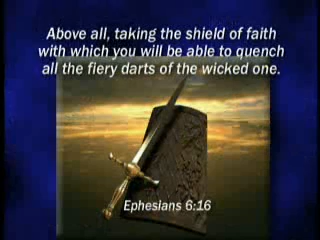 Above all, taking the shield of faith
with which you will be able to quench
all the fiery darts of the wicked one.
Ephesians 6:16